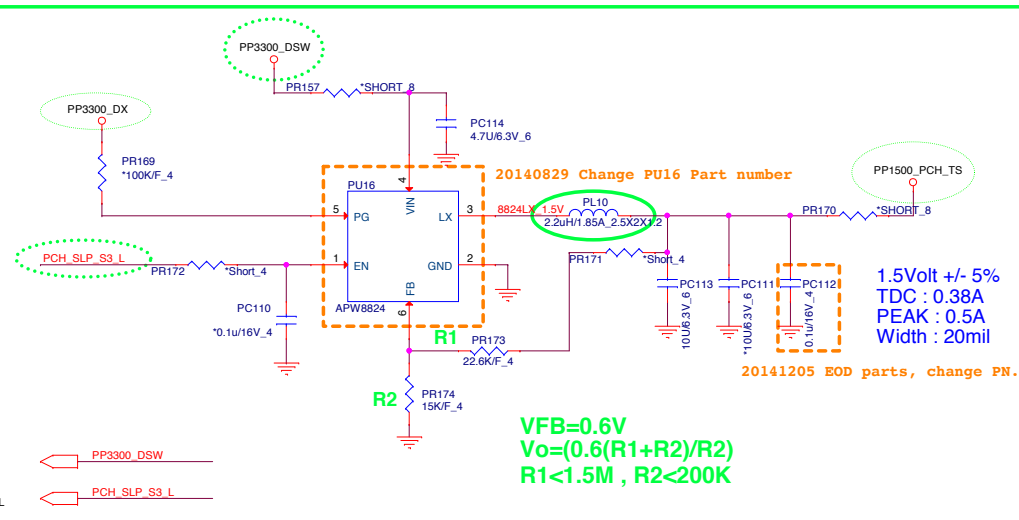 PP3300_DSW
PR157 *SHORT_8
PP3300_DX
PC114
4.7U/6.3V_6
PR169
*100K/F_4
20140829 Change PU16 Part number
PU16
4
VIN
5
PG
LX
3
8824LX_1.5V
PL10
2.2uH/1.85A_2.5X2X1.2
PP1500_PCH_TS
PR170 *SHORT_8
PCH_SLP_S3_L
PR172 *Short_4
1
EN
GND
2
FB
6
APW8824
PR171 *Short_4
PC110
*0.1u/16V_4
PC113
10U/6.3V_6
PC111
*10U/6.3V_6
PC112
0.1u/16V_4
1.5Volt +/- 5%
TDC : 0.38A
PEAK : 0.5A
Width : 20mil
20141205 EOD parts, change PN.
R1
PR173
22.6K/F_4
R2
PR174
15K/F_4
VFB=0.6V
Vo=(0.6(R1+R2)/R2)
R1<1.5M , R2<200K
PP3300_DSW
PCH_SLP_S3_L
L